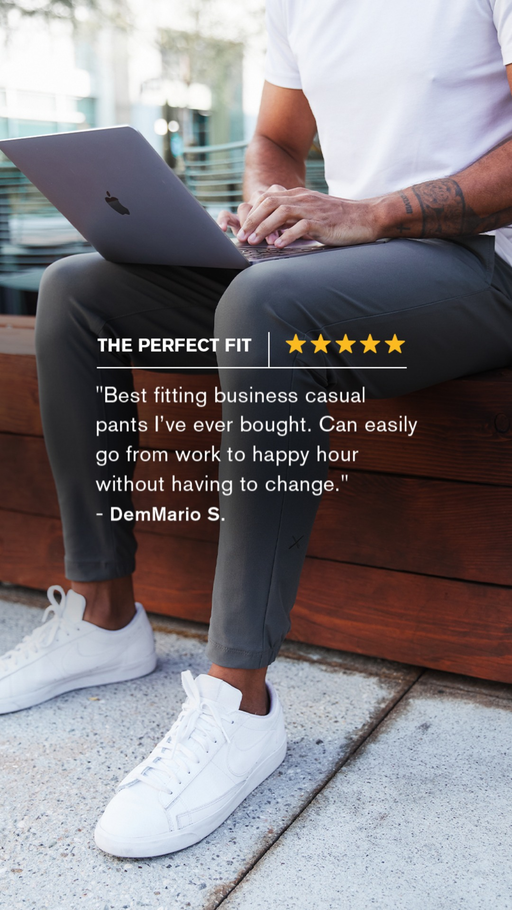 THE PERFECT FIT ★★★★★
"Best fitting business casual
pants I've ever bought. Can easily
go from work to happy hour
without having to change."
- DemMario S.